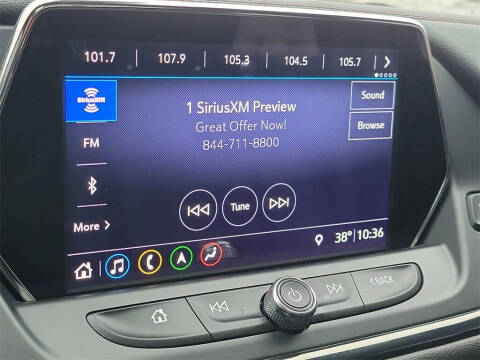 101.7 107.9 105.3 104.5 105.7
SiriusXM
1 SiriusXM Preview
Great Offer Now!
844-711-8800
Sound
Browse
FM
More
Tune
38° 10:36
BACK